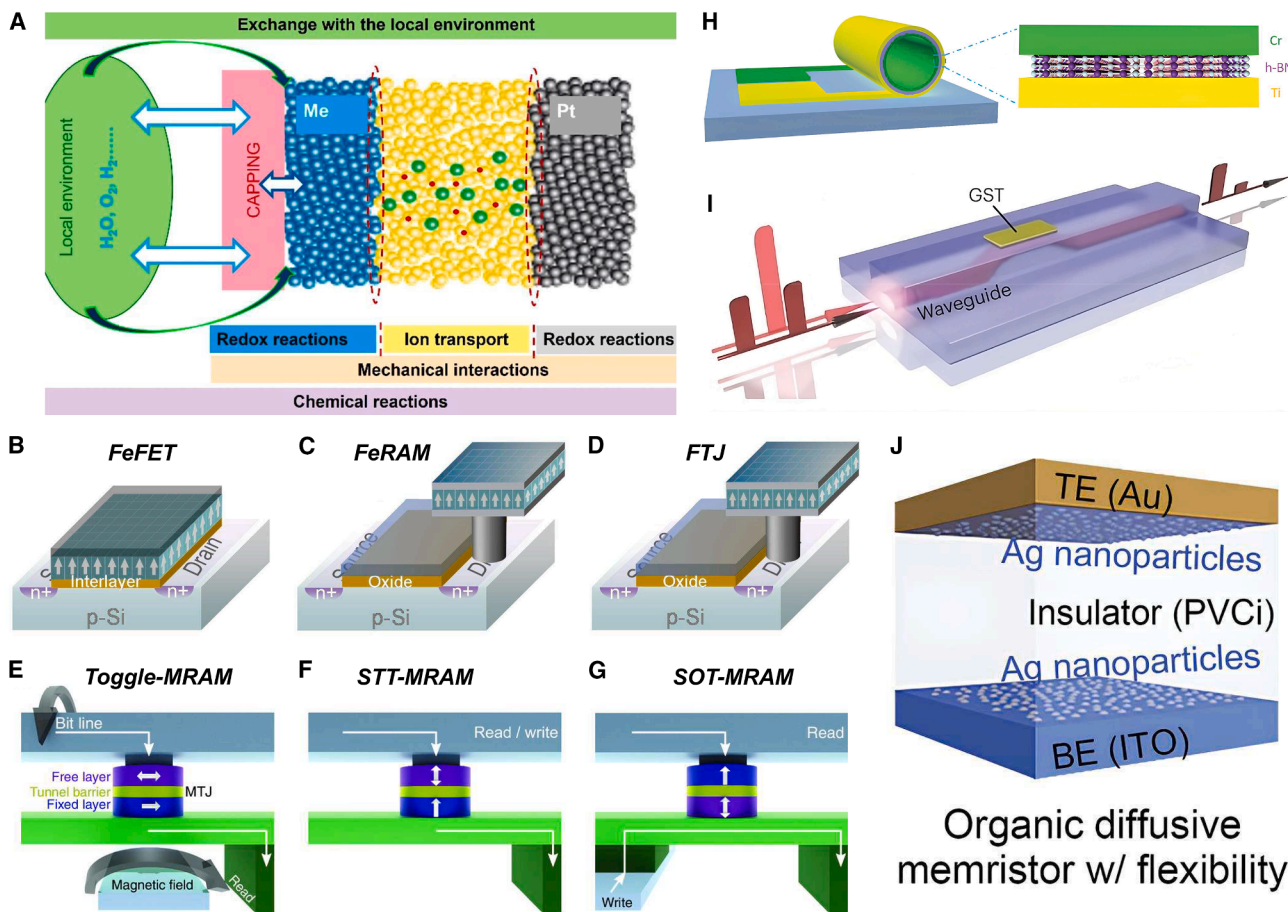 A
Exchange with the local environment
Local environment
H₂O, O₂, H₂......
CAPPING
Me
Pt
Redox reactions
Ion transport
Redox reactions
Mechanical interactions
Chemical reactions
H
Cr
h-BN
Ti
I
GST
Waveguide
B
FeFET
Drain
Interlayer
n+
n+
p-Si
C
FeRAM
Source
Oxide
p-Si
D
FTJ
Source
Oxide
p-Si
E
Toggle-MRAM
Bit line
Free layer
Tunnel barrier
Fixed layer
MTJ
Magnetic field
Read
F
STT-MRAM
Read / write
G
SOT-MRAM
Read
Write
J
TE (Au)
Ag nanoparticles
Insulator (PVCi)
Ag nanoparticles
BE (ITO)
Organic diffusive
memristor w/ flexibility